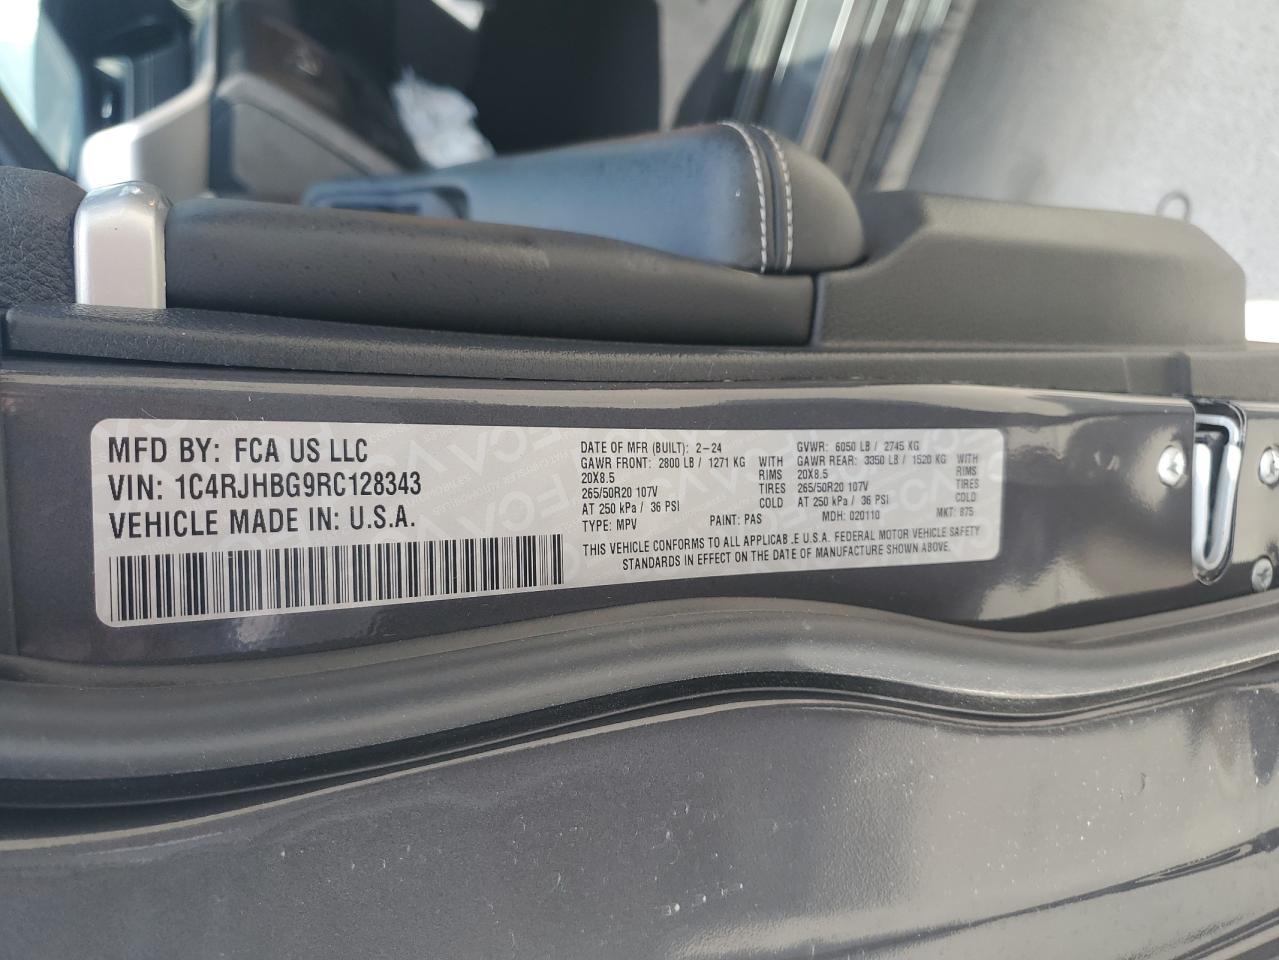 MFD BY: FCA US LLC
VIN: 1C4RJHBG9RC128343
VEHICLE MADE IN: U.S.A.
DATE OF MFR (BUILT): 2-24
GAWR FRONT: 2800 LB / 1271 KG WITH
20X8.5 RIMS
265/50R20 107V TIRES
AT 250 kPa / 36 PSI COLD
TYPE: MPV PAINT: PAS
GVWR: 6050 LB / 2745 KG
GAWR REAR: 3350 LB / 1520 KG WITH
20X8.5 RIMS
265/50R20 107V TIRES
AT 250 kPa / 36 PSI COLD
MDH: 020110 MKT: 875
THIS VEHICLE CONFORMS TO ALL APPLICAB.E U.S.A. FEDERAL MOTOR VEHICLE SAFETY
STANDARDS IN EFFECT ON THE DATE OF MANUFACTURE SHOWN ABOVE.